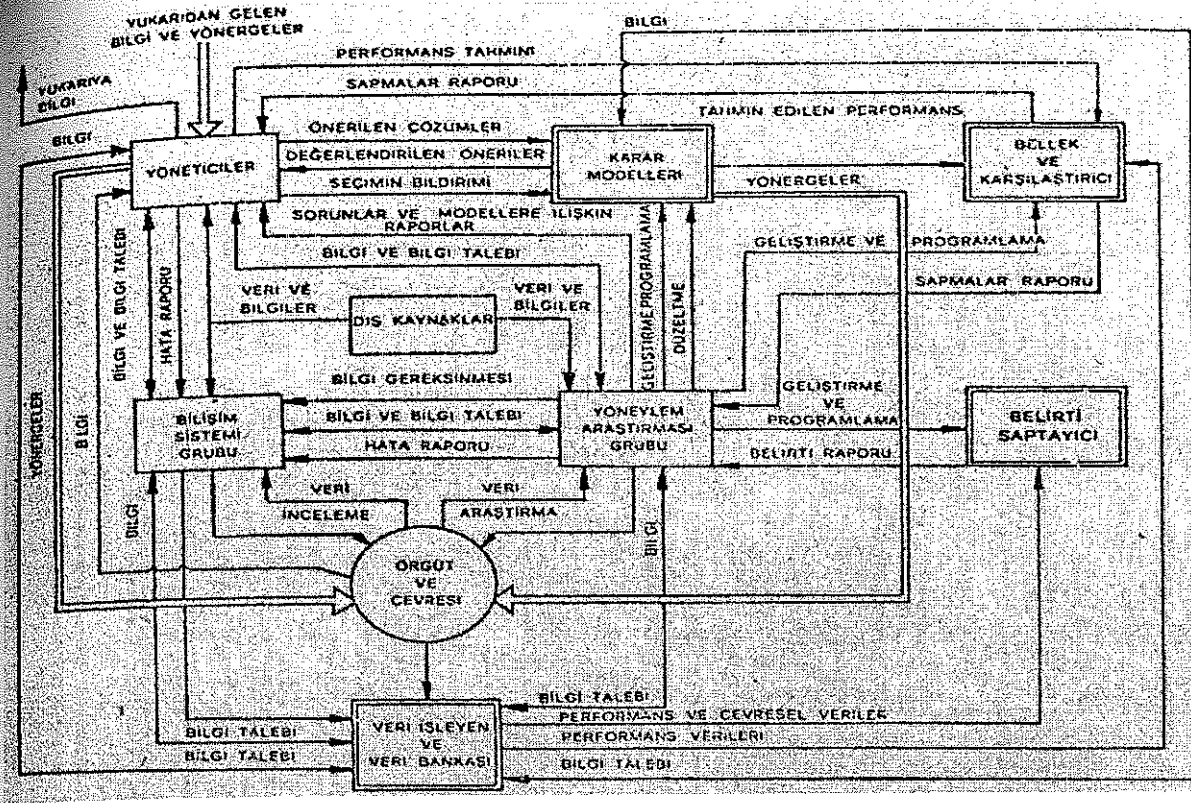 YUKARIDAN GELEN
BİLGİ VE YÖNERGELER
YUKARIYA
BİLGİ
BİLGİ
PERFORMANS TAHMİNİ
SAPMALAR RAPORU
BİLGİ
TAHMİN EDİLEN PERFORMANS
YÖNETİCİLER
ÖNERİLEN ÇÖZÜMLER
DEĞERLENDİRİLEN ÖNERİLER
SEÇİMİN BİLDİRİMİ
KARAR
MODELLERİ
YÖNERGELER
BELLEK
VE
KARŞILAŞTIRICI
SORUNLAR VE MODELLERE İLİŞKİN
RAPORLAR
BİLGİ VE BİLGİ TALEBİ
GELİŞTİRME VE PROGRAMLAMA
SAPMALAR RAPORU
VERİ VE
BİLGİLER
VERİ VE
BİLGİLER
DIŞ KAYNAKLAR
YÖNERGELER
BİLGİ
BİLGİ VE BİLGİ TALEBİ
HATA RAPORU
GELİŞTİRME PROGRAMLAMA
DÜZELTME
BİLGİ GEREKSİNMESİ
BİLGİ VE BİLGİ TALEBİ
HATA RAPORU
BİLİŞİM
SİSTEMİ
GRUBU
YÖNEYLEM
ARAŞTIRMASI
GRUBU
GELİŞTİRME
VE
PROGRAMLAMA
BELİRTİ RAPORU
BELİRTİ
SAPTAYICI
VERİ
İNCELEME
VERİ
ARAŞTIRMA
BİLGİ
BİLGİ
ÖRGÜT
VE
ÇEVRESİ
BİLGİ TALEBİ
PERFORMANS VE ÇEVRESEL VERİLER
PERFORMANS VERİLERİ
BİLGİ TALEBİ
BİLGİ TALEBİ
BİLGİ TALEBİ
VERİ İŞLEYEN
VE
VERİ BANKASI